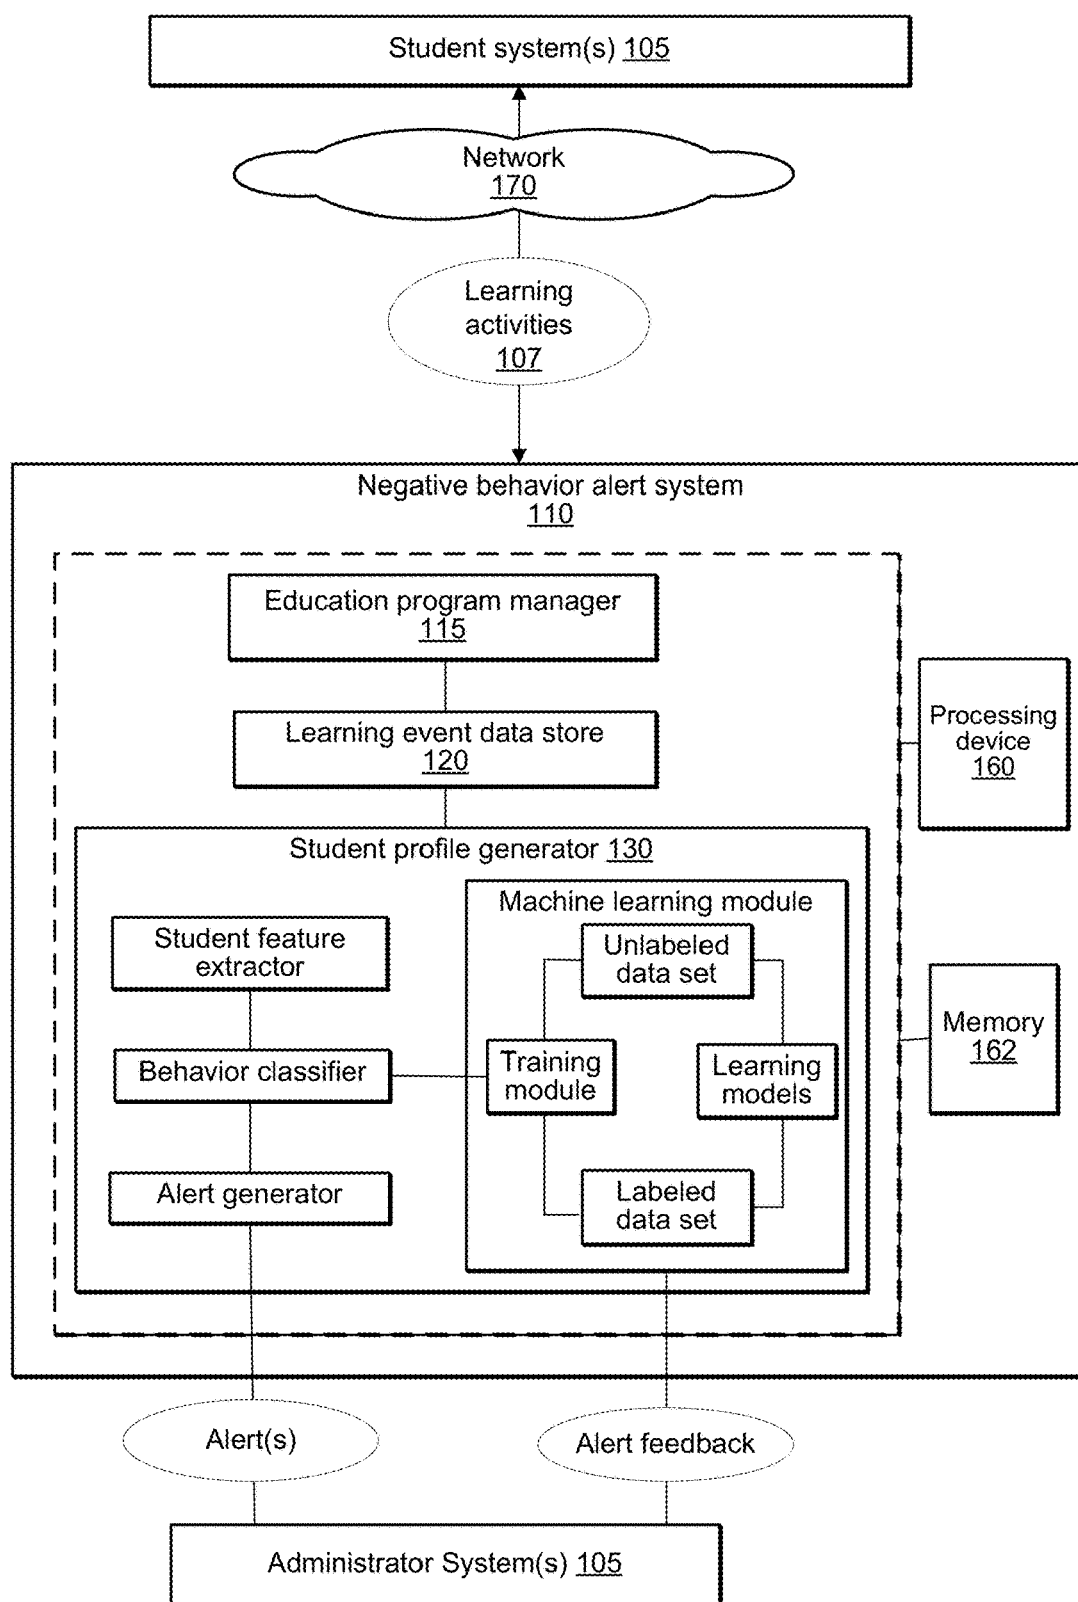 Student system(s) 105
Network
170
Learning
activities
107
Negative behavior alert system
110
Education program manager
115
Learning event data store
120
Processing
device
160
Student profile generator 130
Machine learning module
Student feature
extractor
Unlabeled
data set
Memory
162
Behavior classifier
Training
module
Learning
models
Alert generator
Labeled
data set
Alert(s)
Alert feedback
Administrator System(s) 105